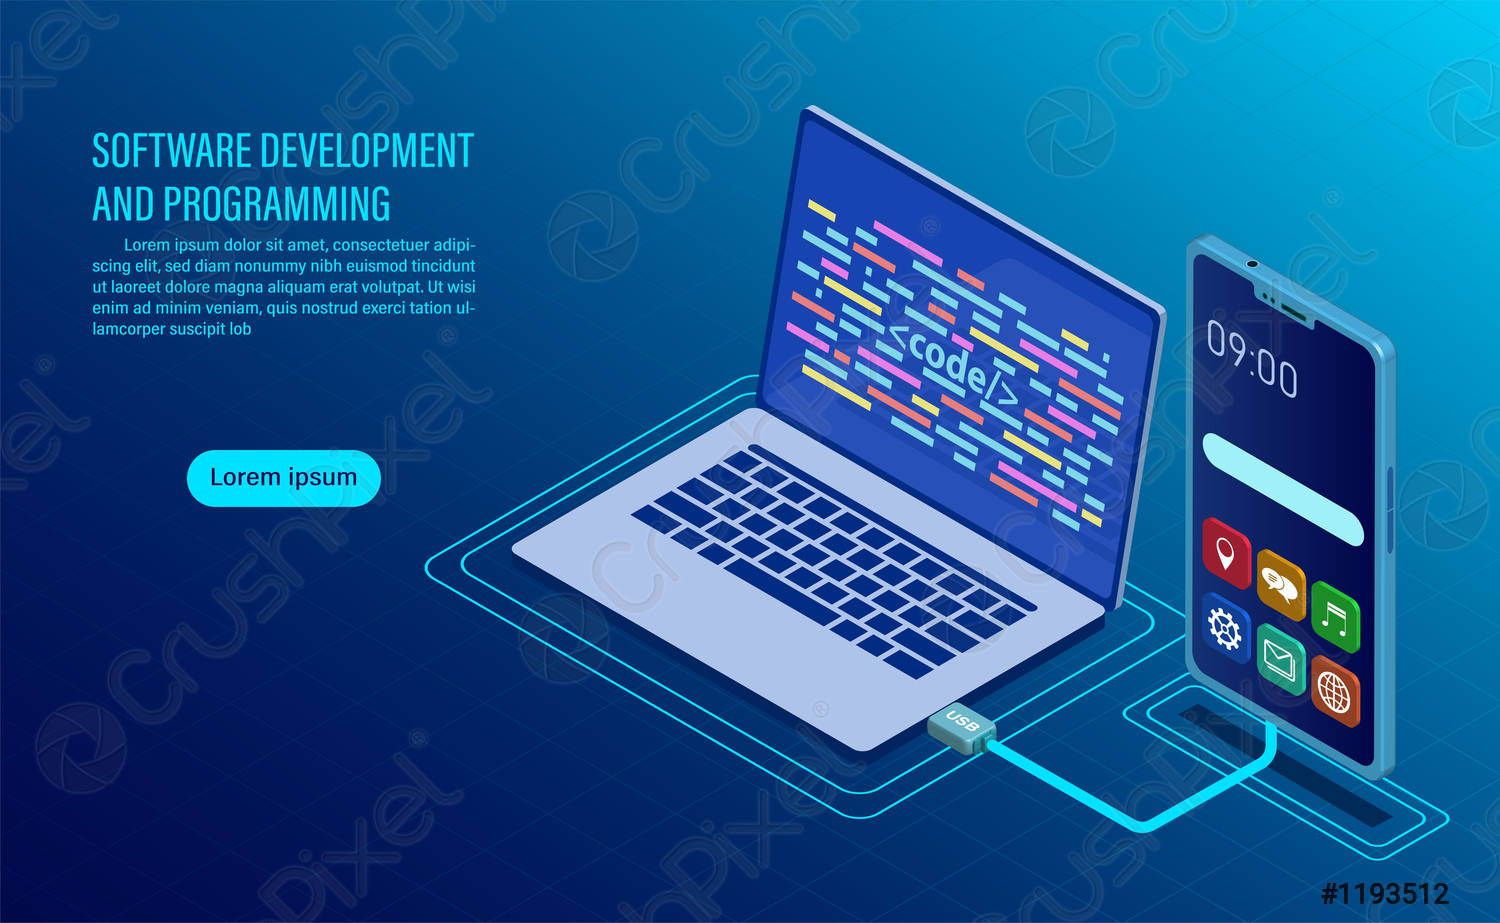 SOFTWARE DEVELOPMENT
AND PROGRAMMING
Lorem ipsum dolor sit amet, consectetuer adipi-
scing elit, sed diam nonummy nibh euismod tincidunt
ut laoreet dolore magna aliquam erat volutpat. Ut wisi
enim ad minim veniam, quis nostrud exerci tation ul-
lamcorper suscipit lob
Lorem ipsum
<code/>
09:00
USB
CrushPixel
#1193512